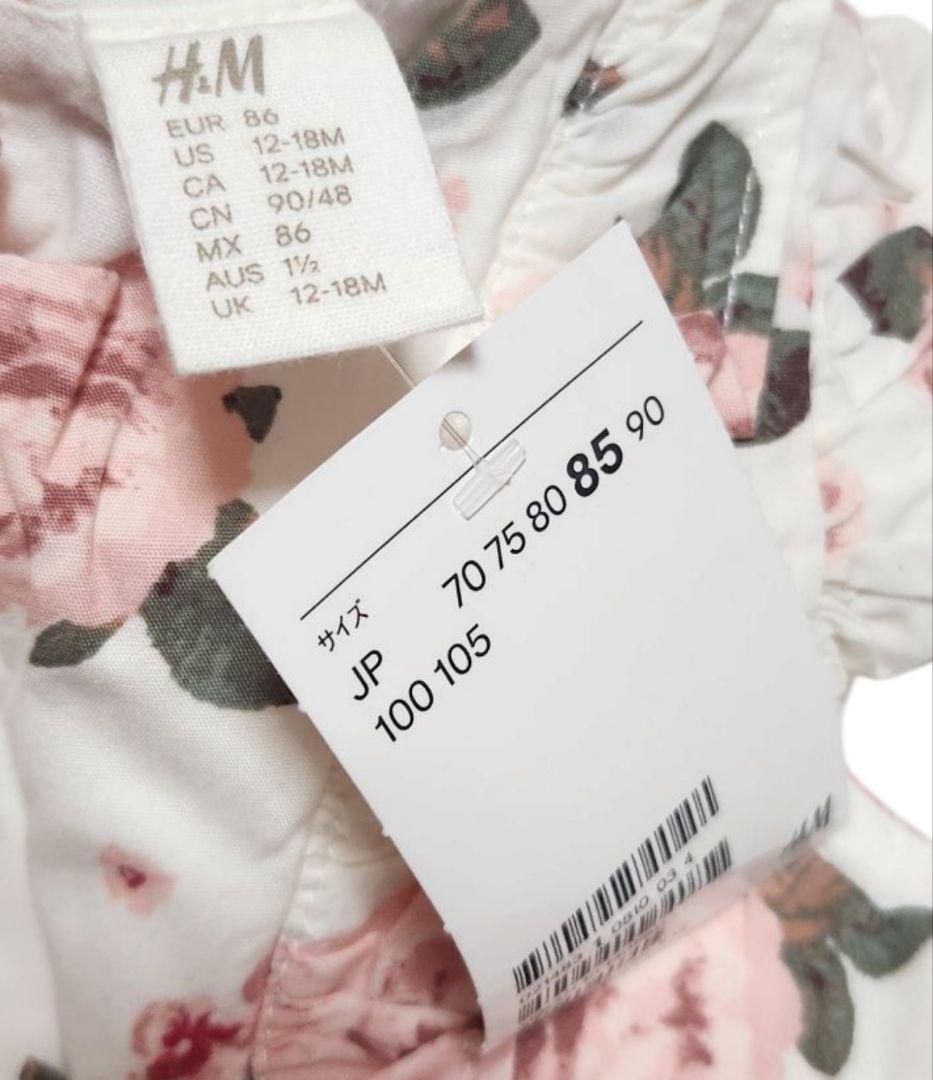 H&M
EUR 86
US 12-18M
CA 12-18M
CN 90/48
MX 86
AUS 1½
UK 12-18M
サイズ
JP 70 75 80 85 90
100 105
H&M